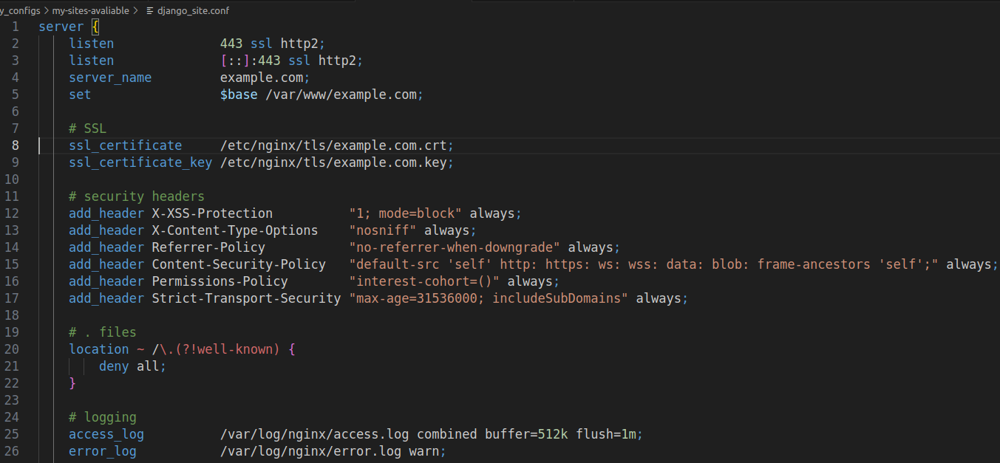 y_configs > my-sites-avaliable > django_site.conf
1 server {
2 listen 443 ssl http2;
3 listen [::]:443 ssl http2;
4 server_name example.com;
5 set $base /var/www/example.com;
6
7 # SSL
8 ssl_certificate /etc/nginx/tls/example.com.crt;
9 ssl_certificate_key /etc/nginx/tls/example.com.key;
10
11 # security headers
12 add_header X-XSS-Protection "1; mode=block" always;
13 add_header X-Content-Type-Options "nosniff" always;
14 add_header Referrer-Policy "no-referrer-when-downgrade" always;
15 add_header Content-Security-Policy "default-src 'self' http: https: ws: wss: data: blob: frame-ancestors 'self';" always;
16 add_header Permissions-Policy "interest-cohort=()" always;
17 add_header Strict-Transport-Security "max-age=31536000; includeSubDomains" always;
18
19 # . files
20 location ~ /\.(?!well-known) {
21 deny all;
22 }
23
24 # logging
25 access_log /var/log/nginx/access.log combined buffer=512k flush=1m;
26 error_log /var/log/nginx/error.log warn;